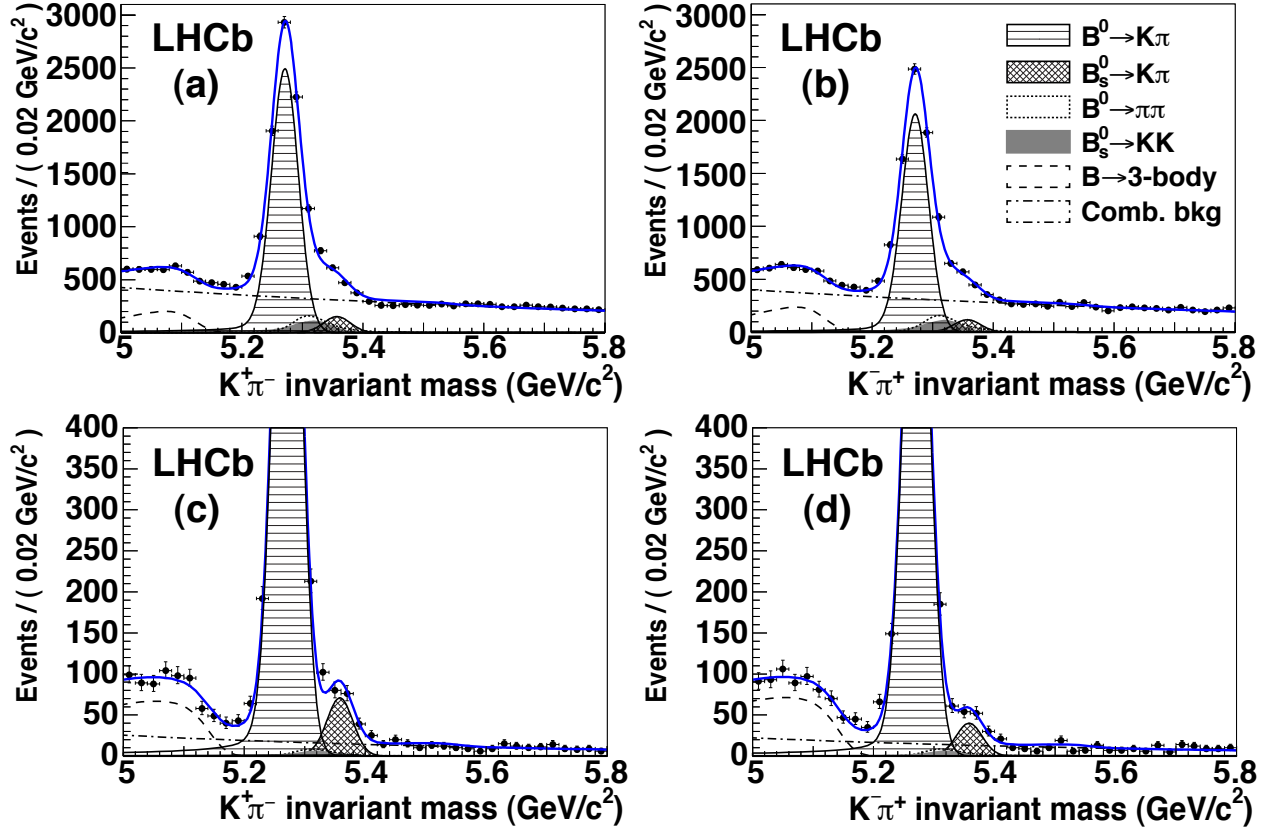 Events / ( 0.02 GeV/c² )
3000
2500
2000
1500
1000
500
0
LHCb
(a)
5 5.2 5.4 5.6 5.8
K⁺π⁻ invariant mass (GeV/c²)
Events / ( 0.02 GeV/c² )
3000
2500
2000
1500
1000
500
0
LHCb
(b)
B⁰→Kπ
B⁰ₛ→Kπ
B⁰→ππ
B⁰ₛ→KK
B→3-body
Comb. bkg
5 5.2 5.4 5.6 5.8
K⁻π⁺ invariant mass (GeV/c²)
Events / ( 0.02 GeV/c² )
400
350
300
250
200
150
100
50
0
LHCb
(c)
5 5.2 5.4 5.6 5.8
K⁺π⁻ invariant mass (GeV/c²)
Events / ( 0.02 GeV/c² )
400
350
300
250
200
150
100
50
0
LHCb
(d)
5 5.2 5.4 5.6 5.8
K⁻π⁺ invariant mass (GeV/c²)